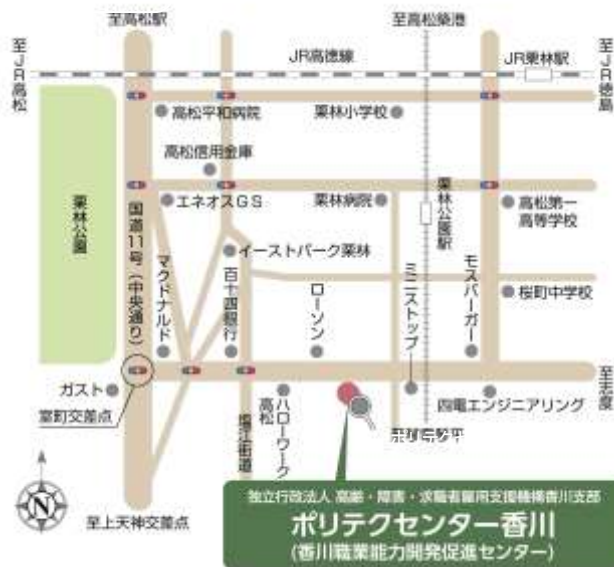 至高松駅
至高松築港
至JR高松
JR高徳線
JR栗林駅
至JR徳島
高松平和病院
栗林小学校
高松信用金庫
栗林公園
国道11号(中央通り)
エネオスGS
栗林病院
栗林公園駅
高松第一
高等学校
イーストパーク栗林
マクドナルド
百十四銀行
ローソン
ミニストップ
モスバーガー
桜町中学校
至志度
ガスト
室町交差点
塩江街道
ハローワーク
高松
四電エンジニアリング
至上天神交差点
N
独立行政法人 高齢・障害・求職者雇用支援機構香川支部
ポリテクセンター香川
(香川職業能力開発促進センター)